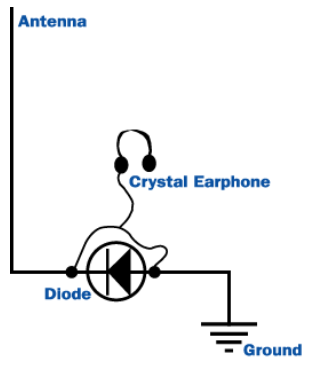 Antenna
Crystal Earphone
Diode
Ground